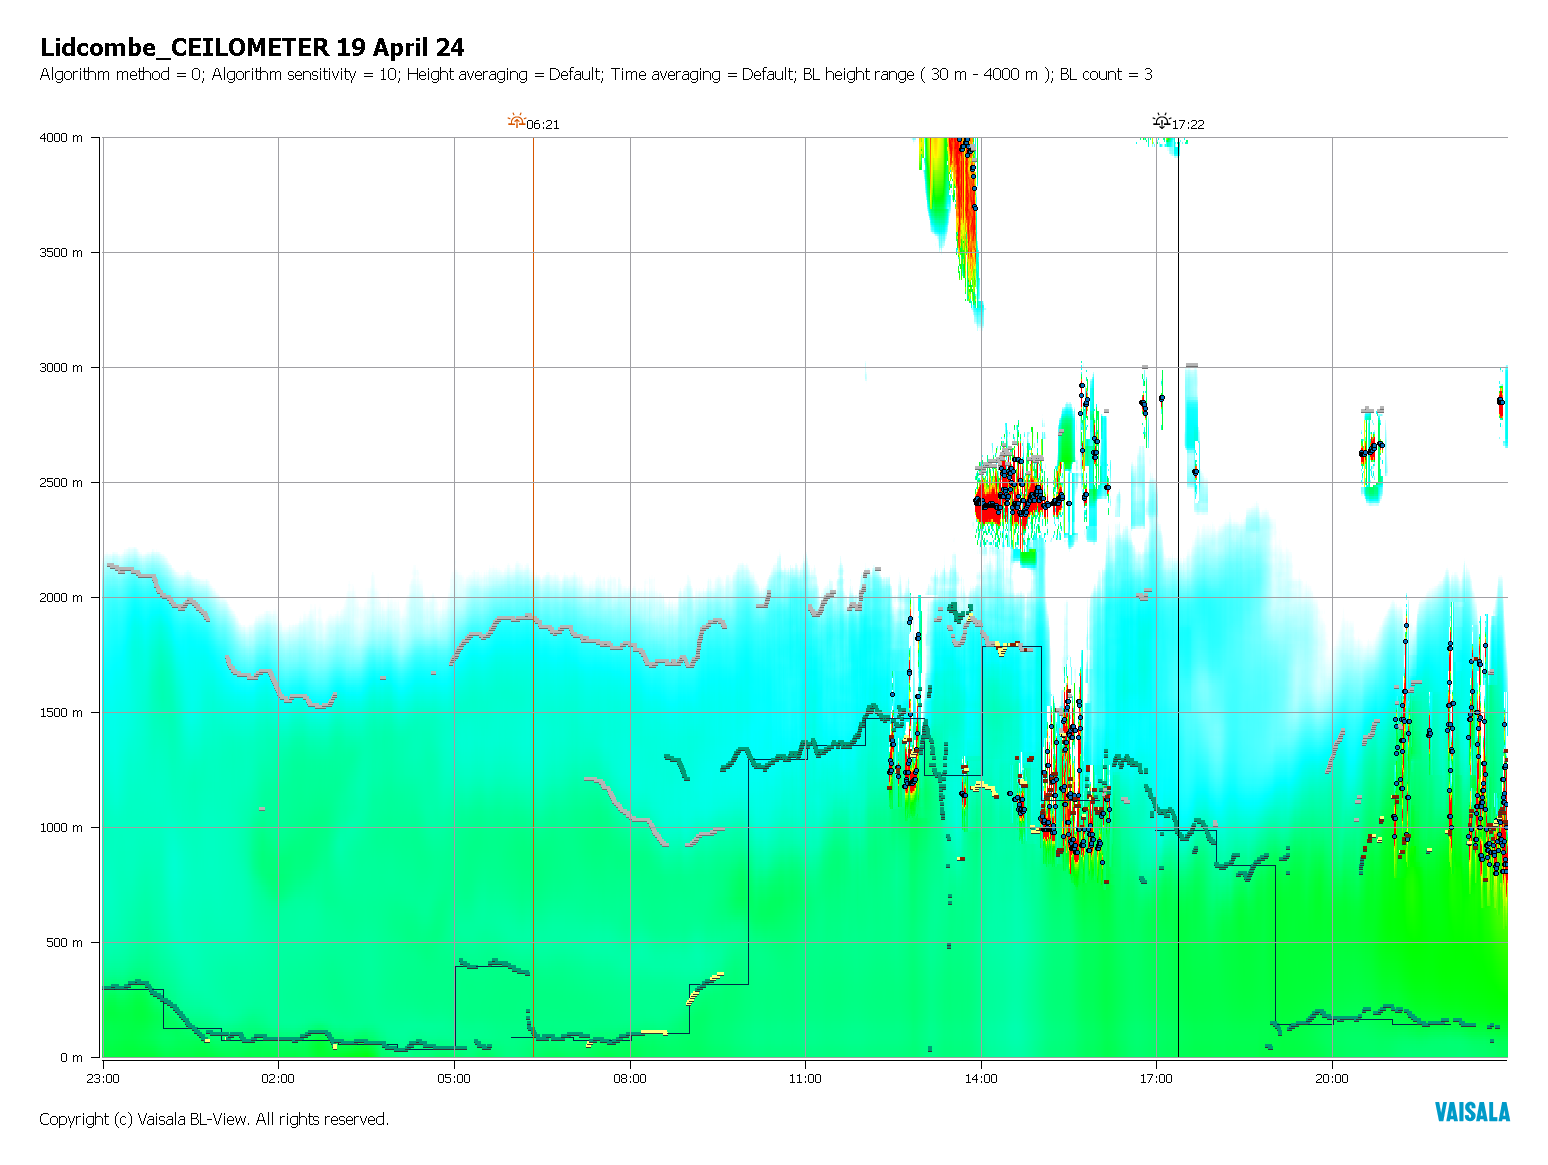 Lidcombe_CEILOMETER 19 April 24
Algorithm method = 0; Algorithm sensitivity = 10; Height averaging = Default; Time averaging = Default; BL height range ( 30 m - 4000 m ); BL count = 3
06:21 17:22
4000 m
3500 m
3000 m
2500 m
2000 m
1500 m
1000 m
500 m
0 m
23:00 02:00 05:00 08:00 11:00 14:00 17:00 20:00
Copyright (c) Vaisala BL-View. All rights reserved.
VAISALA